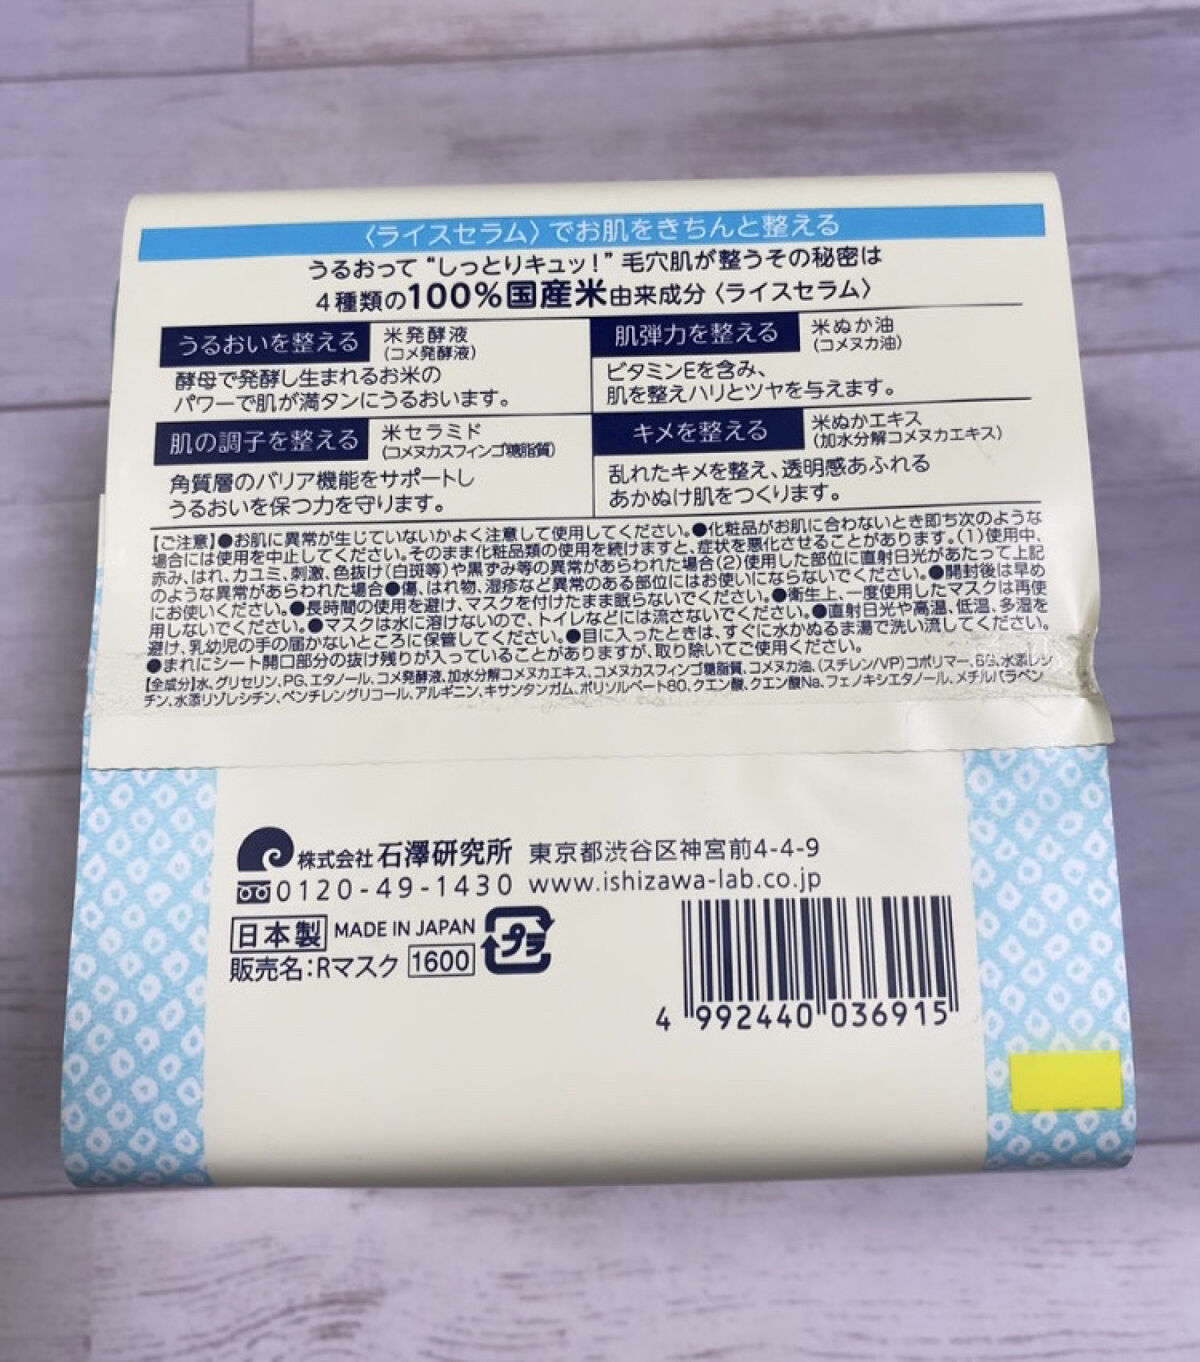 〈ライスセラム〉でお肌をきちんと整える
うるおって“しっとりキュッ！”毛穴肌が整うその秘密は
4種類の100%国産米由来成分〈ライスセラム〉
うるおいを整える
米発酵液
(コメ発酵液)
酵母で発酵し生まれるお米の
パワーで肌が満タンにうるおいます。
肌弾力を整える
米ぬか油
(コメヌカ油)
ビタミンEを含み、
肌を整えハリとツヤを与えます。
肌の調子を整える
米セラミド
(コメヌカスフィンゴ糖脂質)
角質層のバリア機能をサポートし
うるおいを保つ力を守ります。
キメを整える
米ぬかエキス
(加水分解コメヌカエキス)
乱れたキメを整え、透明感あふれる
あかぬけ肌をつくります。
【ご注意】●お肌に異常が生じていないかよく注意して使用してください。●化粧品がお肌に合わないとき即ち次のような
場合には使用を中止してください。そのまま化粧品類の使用を続けますと、症状を悪化させることがあります。(1)使用中、
赤み、はれ、カユミ、刺激、色抜け(白斑等)や黒ずみ等の異常があらわれた場合(2)使用した部位に直射日光があたって上記
のような異常があらわれた場合●傷、はれ物、湿疹など異常のある部位にはお使いにならないでください。●開封後は早め
にお使いください。●長時間の使用を避け、マスクを付けたまま眠らないでください。●衛生上、一度使用したマスクは再使
用しないでください。●マスクは水に溶けないので、トイレなどには流さないでください。●直射日光や高温、低温、多湿を
避け、乳幼児の手の届かないところに保管してください。●目に入ったときは、すぐに水かぬるま湯で洗い流してください。
●まれにシート開口部分の抜け残りが入っていることがありますが、取り除いてご使用ください。
【全成分】水、グリセリン、PG、エタノール、コメ発酵液、加水分解コメヌカエキス、コメヌカスフィンゴ糖脂質、コメヌカ油、(スチレン/VP)コポリマー、BG、水添レシ
チン、水添リゾレシチン、ペンチレングリコール、アルギニン、キサンタンガム、ポリソルベート80、クエン酸、クエン酸Na、フェノキシエタノール、メチルパラベン
株式会社 石澤研究所 東京都渋谷区神宮前4-4-9
0120-49-1430 www.ishizawa-lab.co.jp
日本製 MADE IN JAPAN
プラ
販売名：Rマスク 1600
4 992440 036915